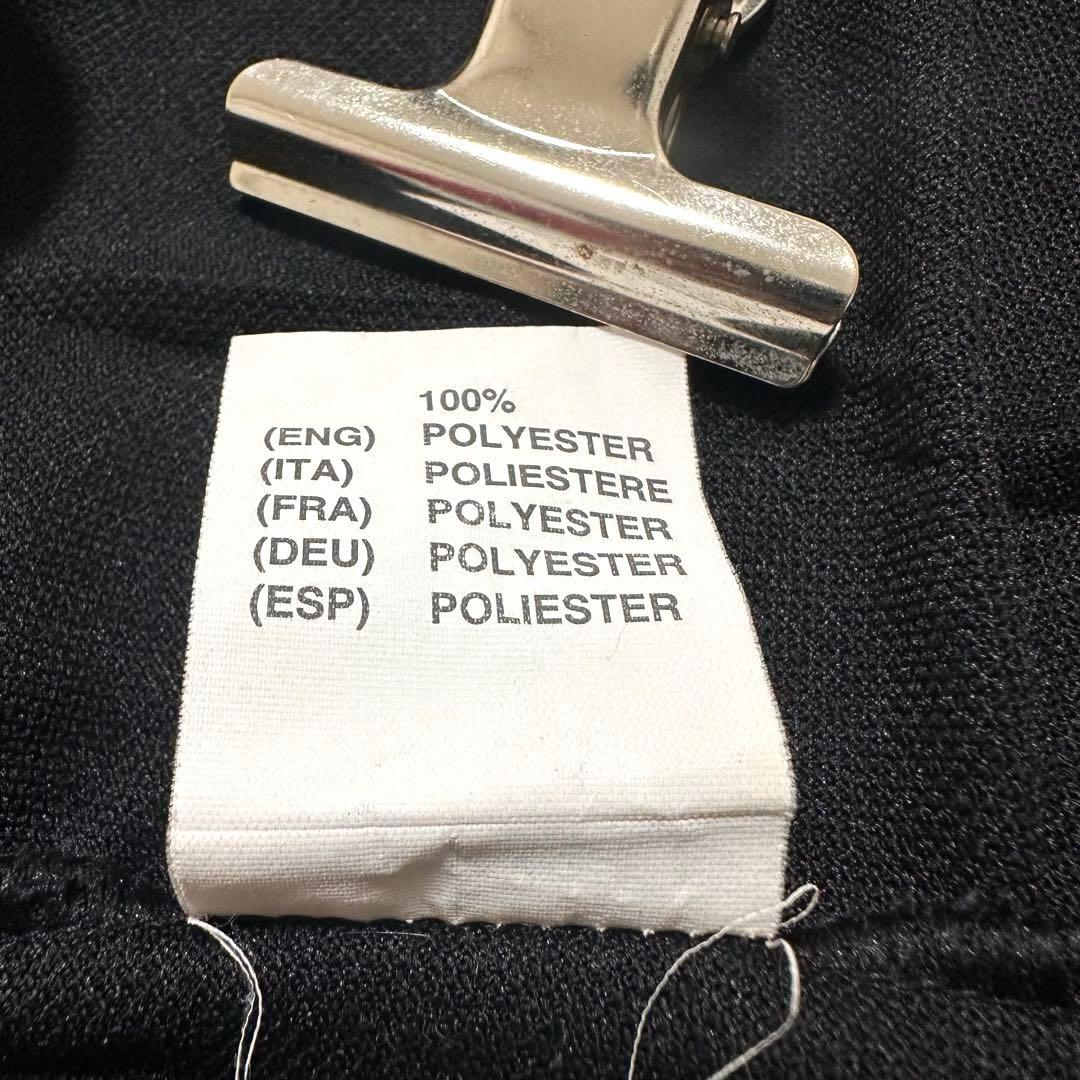 100%
(ENG) POLYESTER
(ITA) POLIESTERE
(FRA) POLYESTER
(DEU) POLYESTER
(ESP) POLIESTER